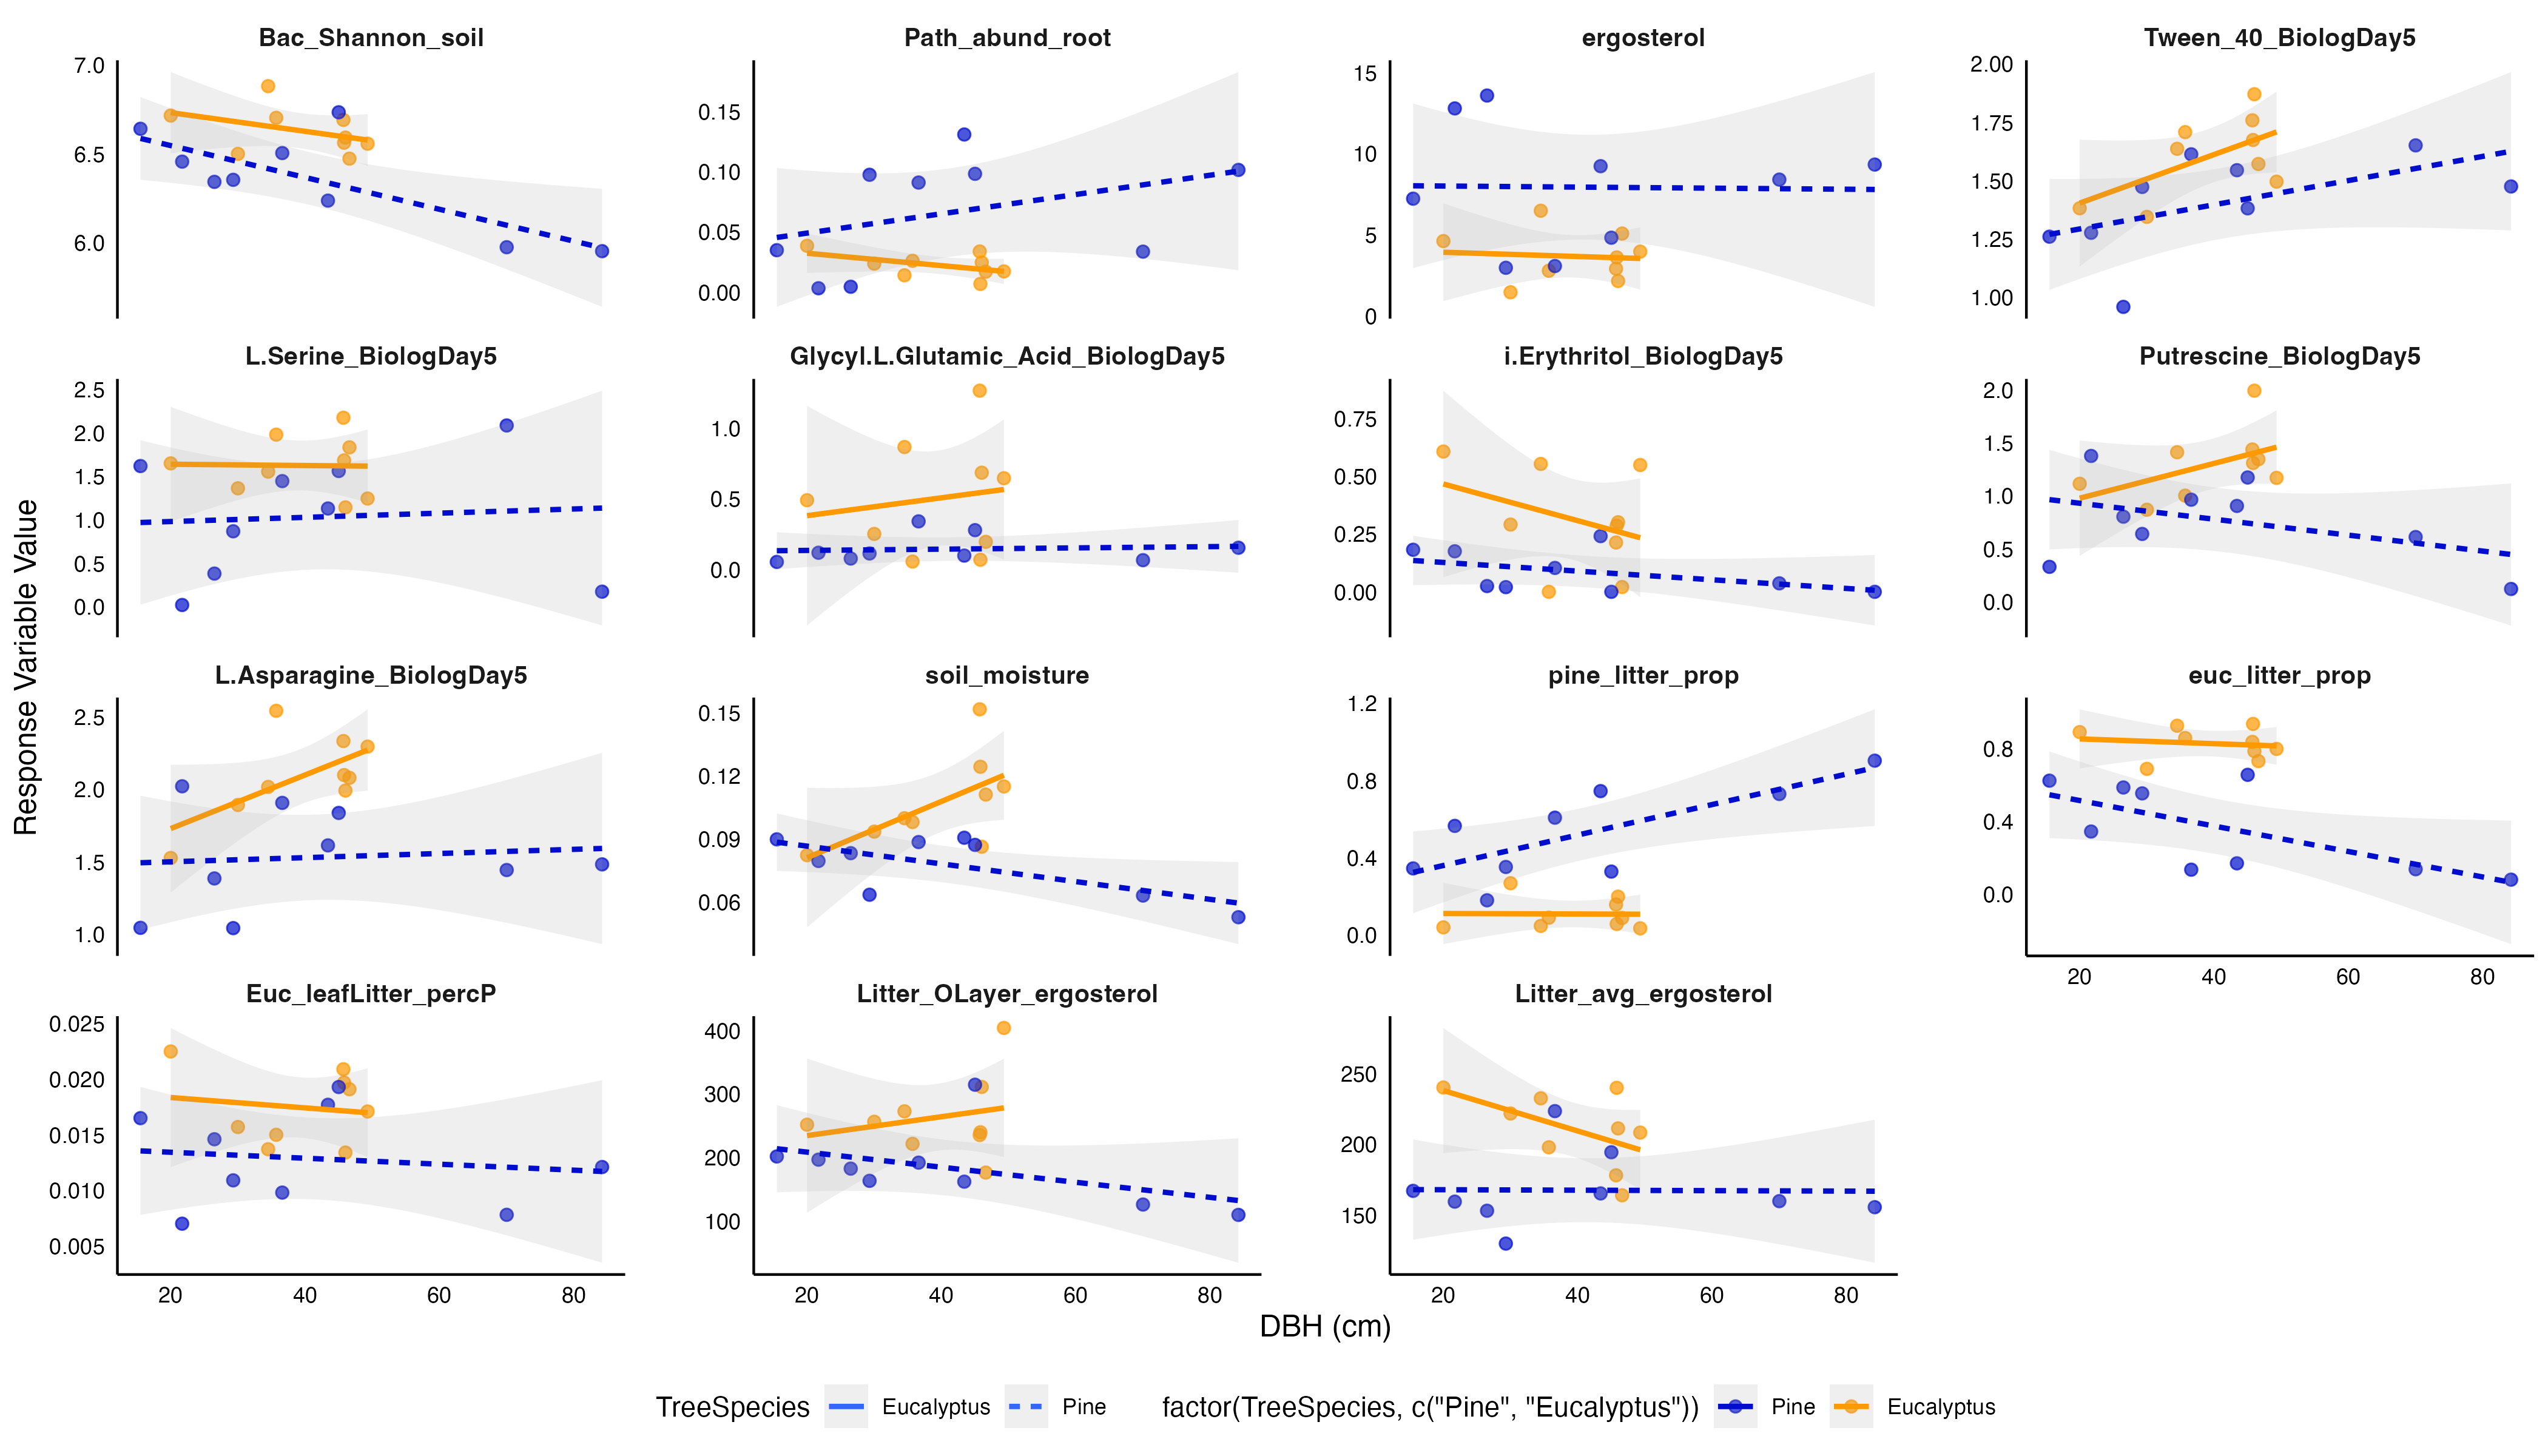 Bac_Shannon_soil
Path_abund_root
ergosterol
Tween_40_BiologDay5
7.0
6.5
6.0
0.15
0.10
0.05
0.00
15
10
5
0
2.00
1.75
1.50
1.25
1.00
L.Serine_BiologDay5
Glycyl.L.Glutamic_Acid_BiologDay5
i.Erythritol_BiologDay5
Putrescine_BiologDay5
2.5
2.0
1.5
1.0
0.5
0.0
1.0
0.5
0.0
0.75
0.50
0.25
0.00
2.0
1.5
1.0
0.5
0.0
Response Variable Value
L.Asparagine_BiologDay5
soil_moisture
pine_litter_prop
euc_litter_prop
2.5
2.0
1.5
1.0
0.15
0.12
0.09
0.06
1.2
0.8
0.4
0.0
0.8
0.4
0.0
20 40 60 80
Euc_leafLitter_percP
Litter_OLayer_ergosterol
Litter_avg_ergosterol
0.025
0.020
0.015
0.010
0.005
400
300
200
100
250
200
150
20 40 60 80
20 40 60 80
20 40 60 80
DBH (cm)
TreeSpecies Eucalyptus Pine
factor(TreeSpecies, c("Pine", "Eucalyptus")) Pine Eucalyptus